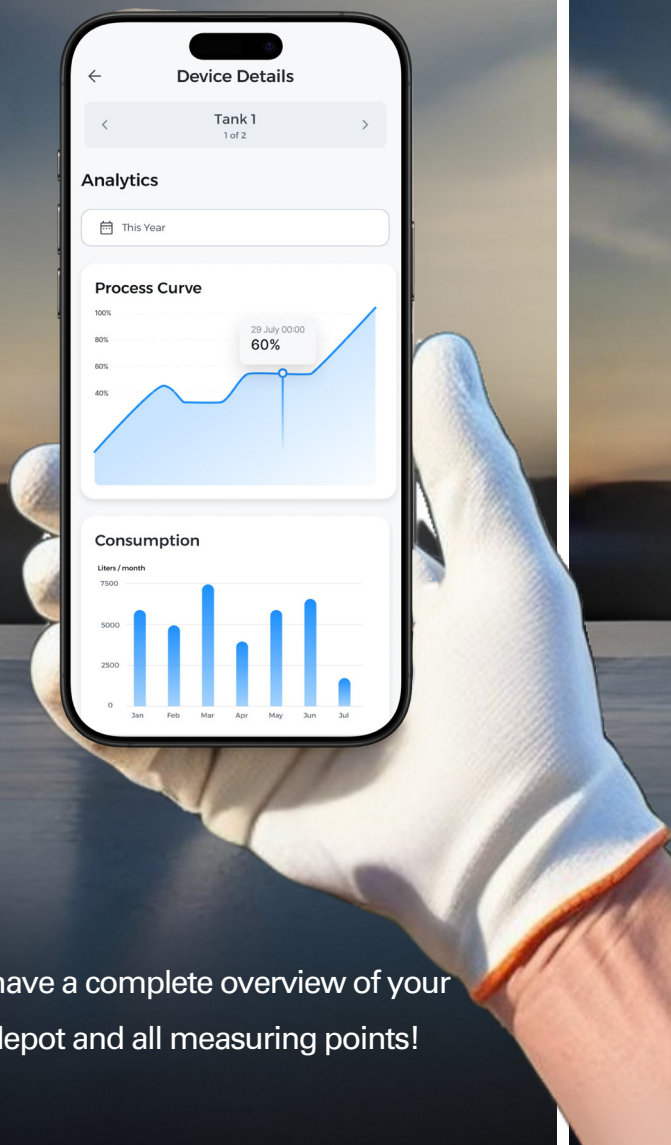 Device Details
Tank 1
1 of 2
Analytics
This Year
Process Curve
100%
80%
60%
40%
29 July 00:00
60%
Consumption
Liters / month
7500
5000
2500
0
Jan Feb Mar Apr May Jun Jul
have a complete overview of your
depot and all measuring points!